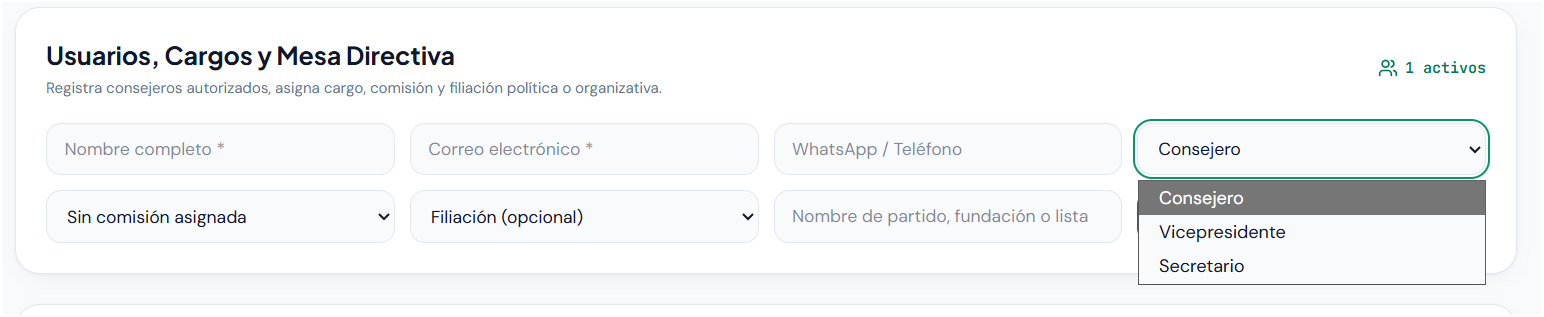 Usuarios, Cargos y Mesa Directiva
Registra consejeros autorizados, asigna cargo, comisión y filiación política o organizativa.
1 activos
Nombre completo *
Correo electrónico *
WhatsApp / Teléfono
Consejero
Sin comisión asignada
Filiación (opcional)
Nombre de partido, fundación o lista
Consejero
Vicepresidente
Secretario